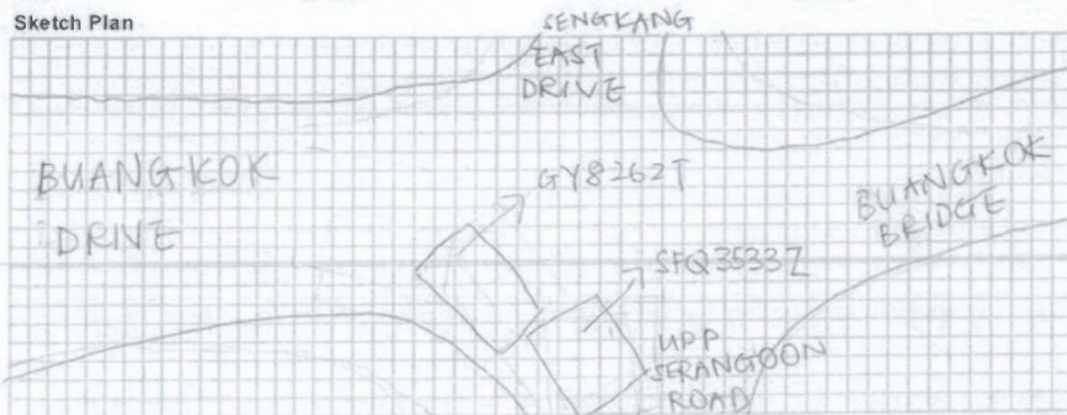 Sketch Plan
SENGKANG
EAST
DRIVE
BUANGKOK
DRIVE
GY8262T
BUANGKOK
BRIDGE
SFQ3533Z
UPP
SERANGOON
ROAD